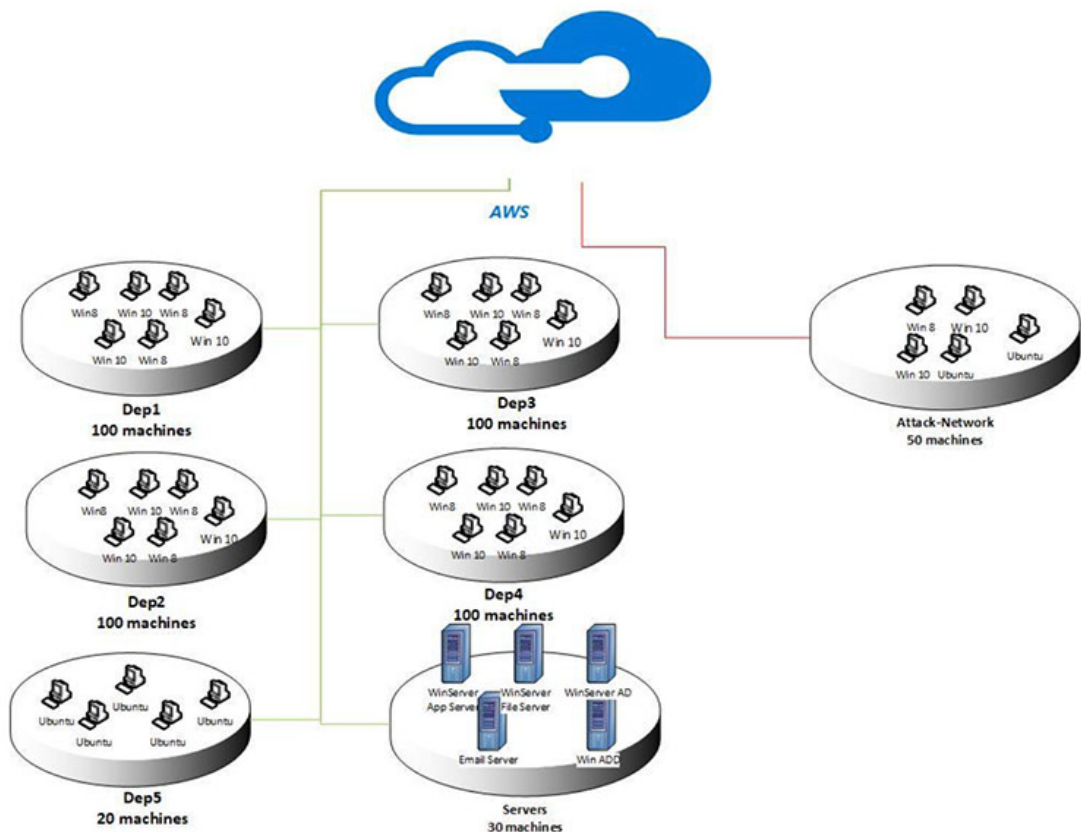 AWS
Win8
Win 10
Win 8
Win 10
Win 10
Win 8
Dep1
100 machines
Win8
Win 10
Win 8
Win 10
Win 10
Win 8
Dep3
100 machines
Win 8
Win 10
Ubuntu
Win 10
Ubuntu
Attack-Network
50 machines
Win8
Win 10
Win 8
Win 10
Win 10
Win 8
Dep2
100 machines
Win8
Win 10
Win 8
Win 10
Win 10
Win 8
Dep4
100 machines
Ubuntu
Ubuntu
Ubuntu
Ubuntu
Ubuntu
Dep5
20 machines
WinServer
App Server
WinServer
File Server
WinServer AD
Email Server
Win ADD
Servers
30 machines